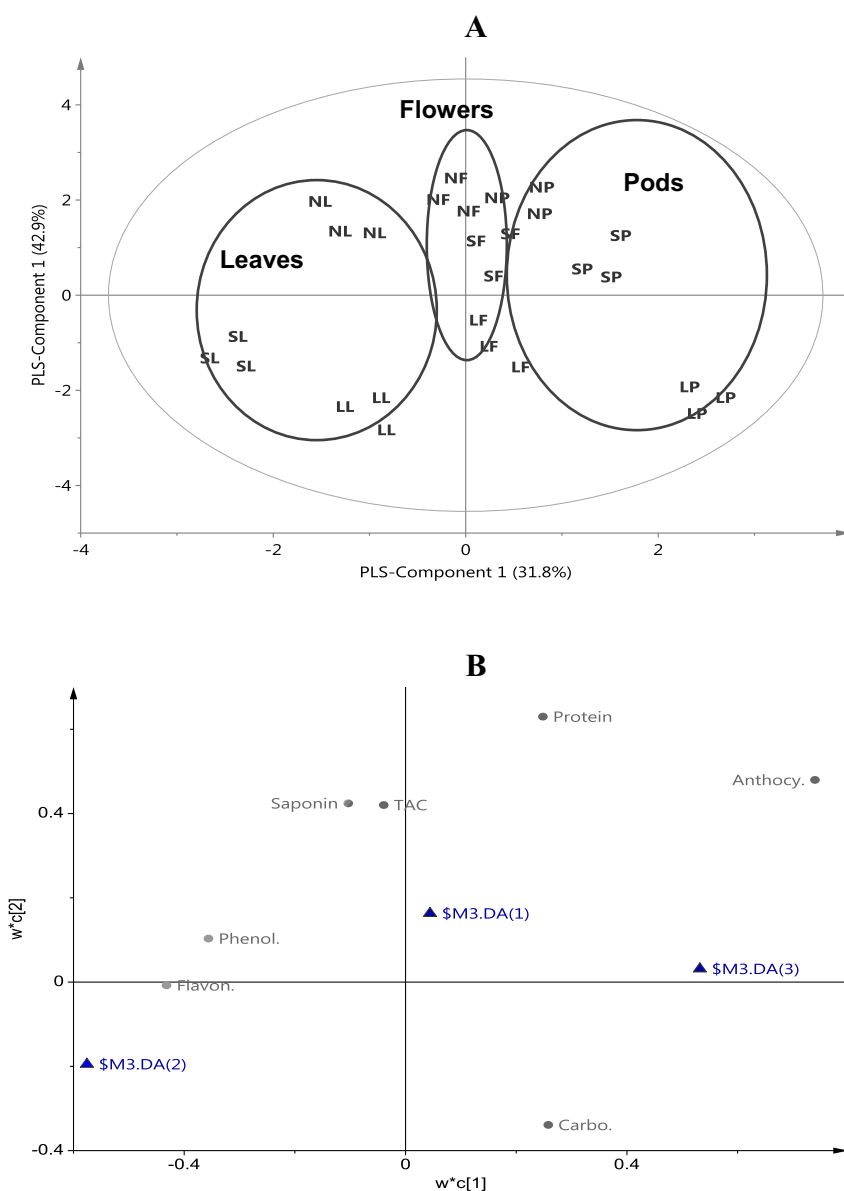 A
Flowers
4
NF
Pods
NP
NL
NF
NP
2
NF
NP
NL
NL
SF
SF
SP
Leaves
SP
SF
SP
0
LF
SL
LF
SL
SL
LF
LP
-2
LL
LP
LL
LP
LL
-4
PLS-Component 1 (42.9%)
-4
-2
0
2
PLS-Component 1 (31.8%)
B
Protein
Anthocy.
Saponin
TAC
0.4
$M3.DA(1)
Phenol.
$M3.DA(3)
0
Flavon.
$M3.DA(2)
Carbo.
-0.4
w*c[2]
-0.4
0
0.4
w*c[1]